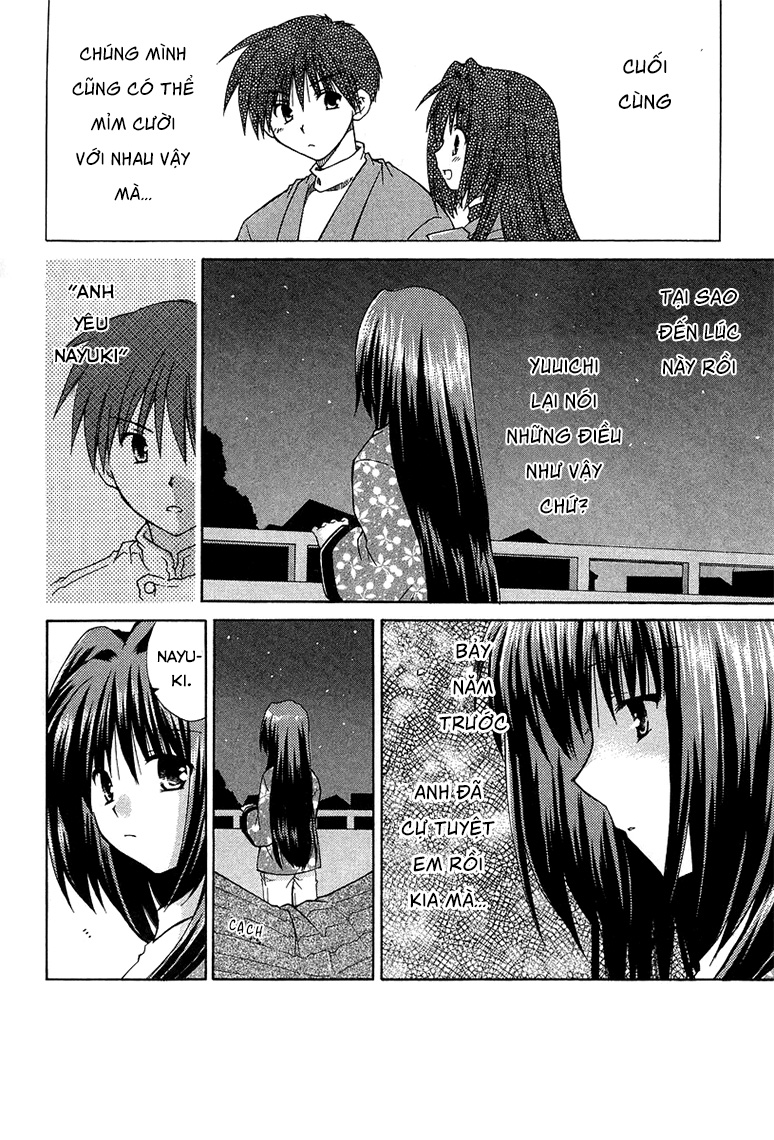 CUỐI
CÙNG
CHÚNG MÌNH
CŨNG CÓ THỂ
MỈM CƯỜI
VỚI NHAU VẬY
MÀ...
TẠI SAO
ĐẾN LÚC
NÀY RỒI
YUUICHI
LẠI NÓI
NHỮNG ĐIỀU
NHƯ VẬY
CHỨ?
"ANH
YÊU
NAYUKI"
BẢY
NĂM
TRƯỚC
ANH ĐÃ
CỰ TUYỆT
EM RỒI
KIA MÀ...
CẠCH
NAYU-
KI.